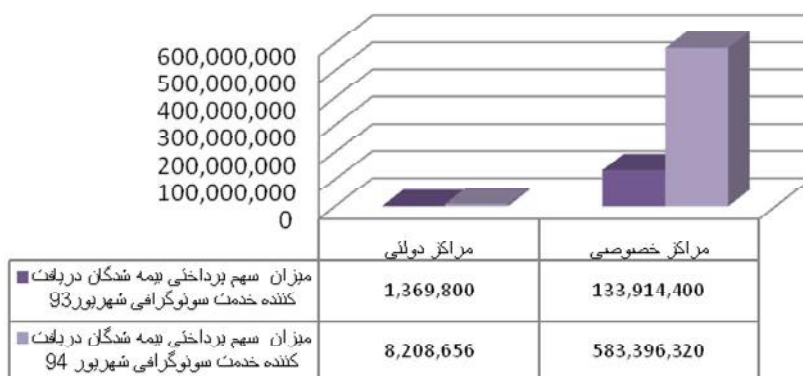 600,000,000
500,000,000
400,000,000
300,000,000
200,000,000
100,000,000
0
مراکز دولتی
مراکز خصوصی
میزان سهم پرداختی بیمه شدگان دریافت
کننده خدمت سونوگرافی شهریور93
1,369,800
133,914,400
میزان سهم پرداختی بیمه شدگان دریافت
کننده خدمت سونوگرافی شهریور 94
8,208,656
583,396,320